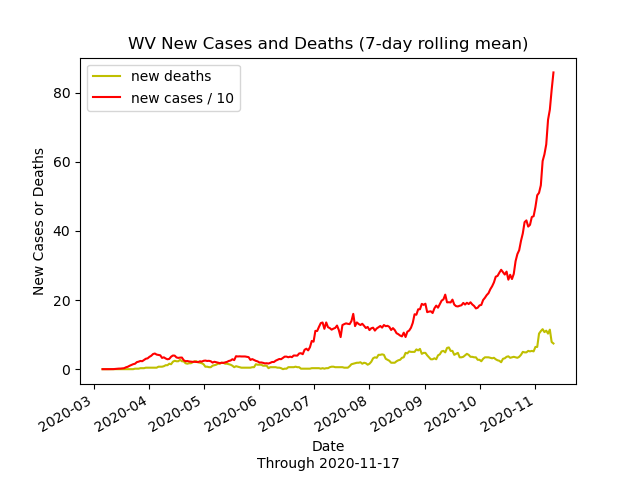 WV New Cases and Deaths (7-day rolling mean)
new deaths
new cases / 10
New Cases or Deaths
80
60
40
20
0
2020-03
2020-04
2020-05
2020-06
2020-07
2020-08
2020-09
2020-10
2020-11
Date
Through 2020-11-17